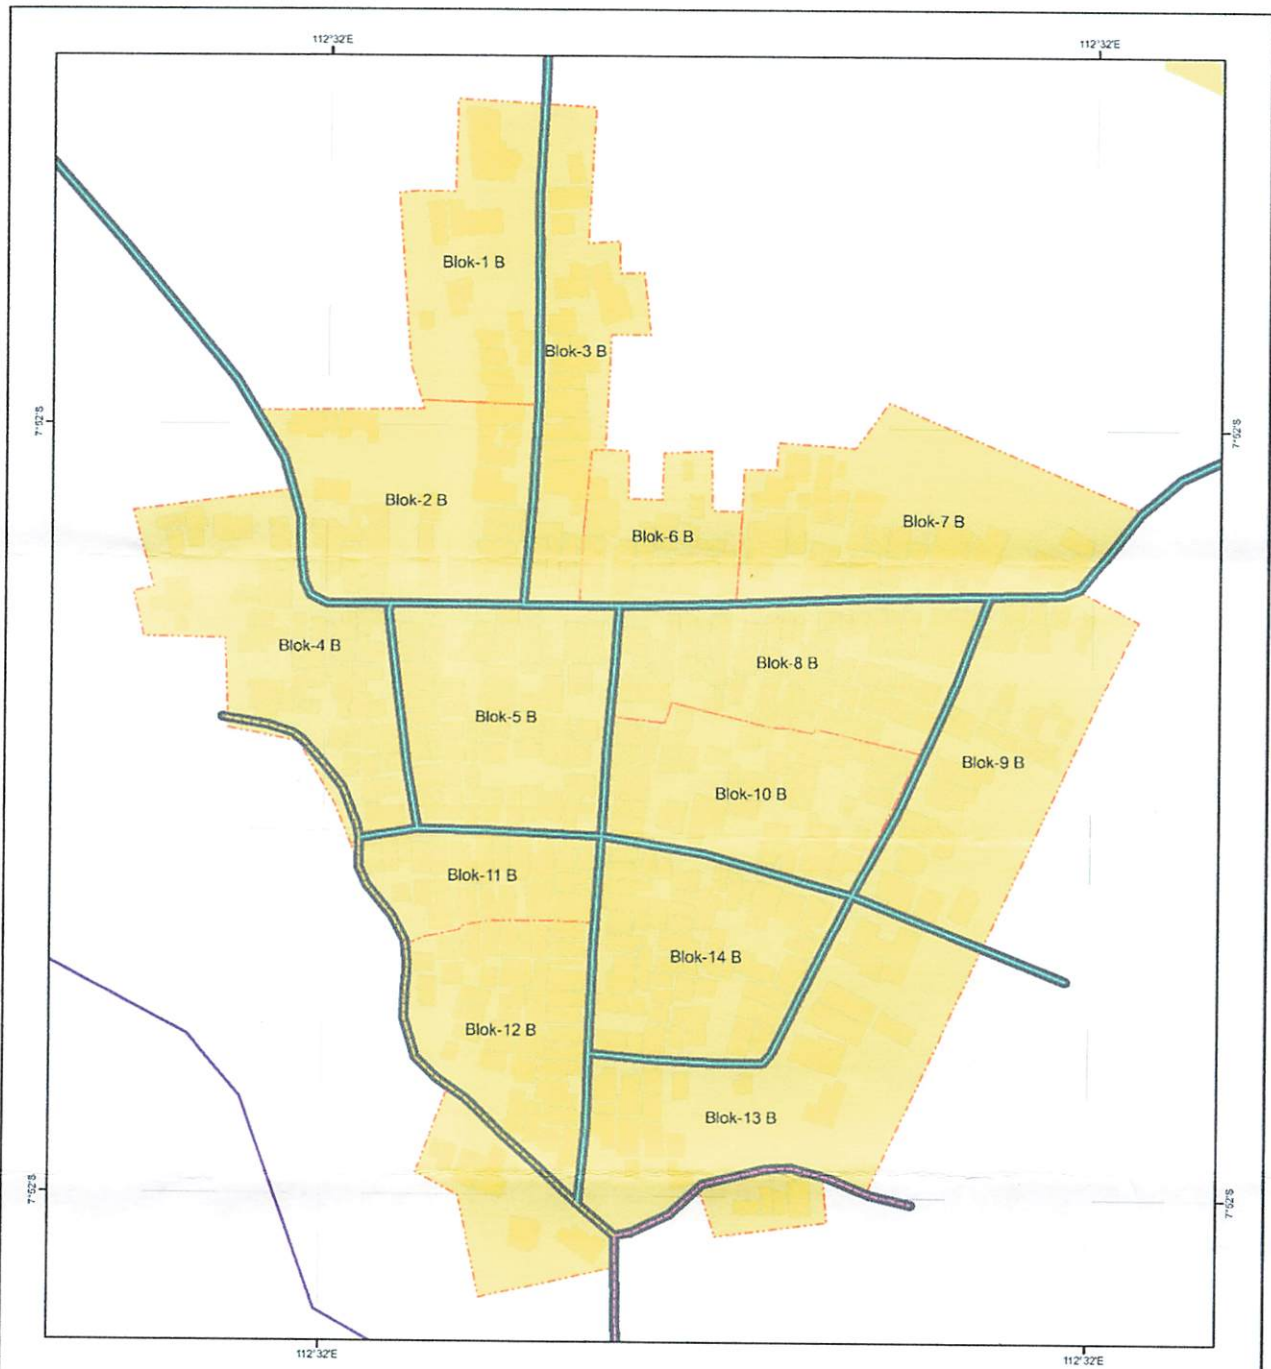 112°32'E
112°32'E
Blok-1 B
Blok-3 B
7°52'S
7°52'S
Blok-2 B
Blok-7 B
Blok-6 B
Blok-4 B
Blok-8 B
Blok-5 B
Blok-9 B
Blok-10 B
Blok-11 B
Blok-14 B
Blok-12 B
Blok-13 B
7°52'S
7°52'S
112°32'E
112°32'E